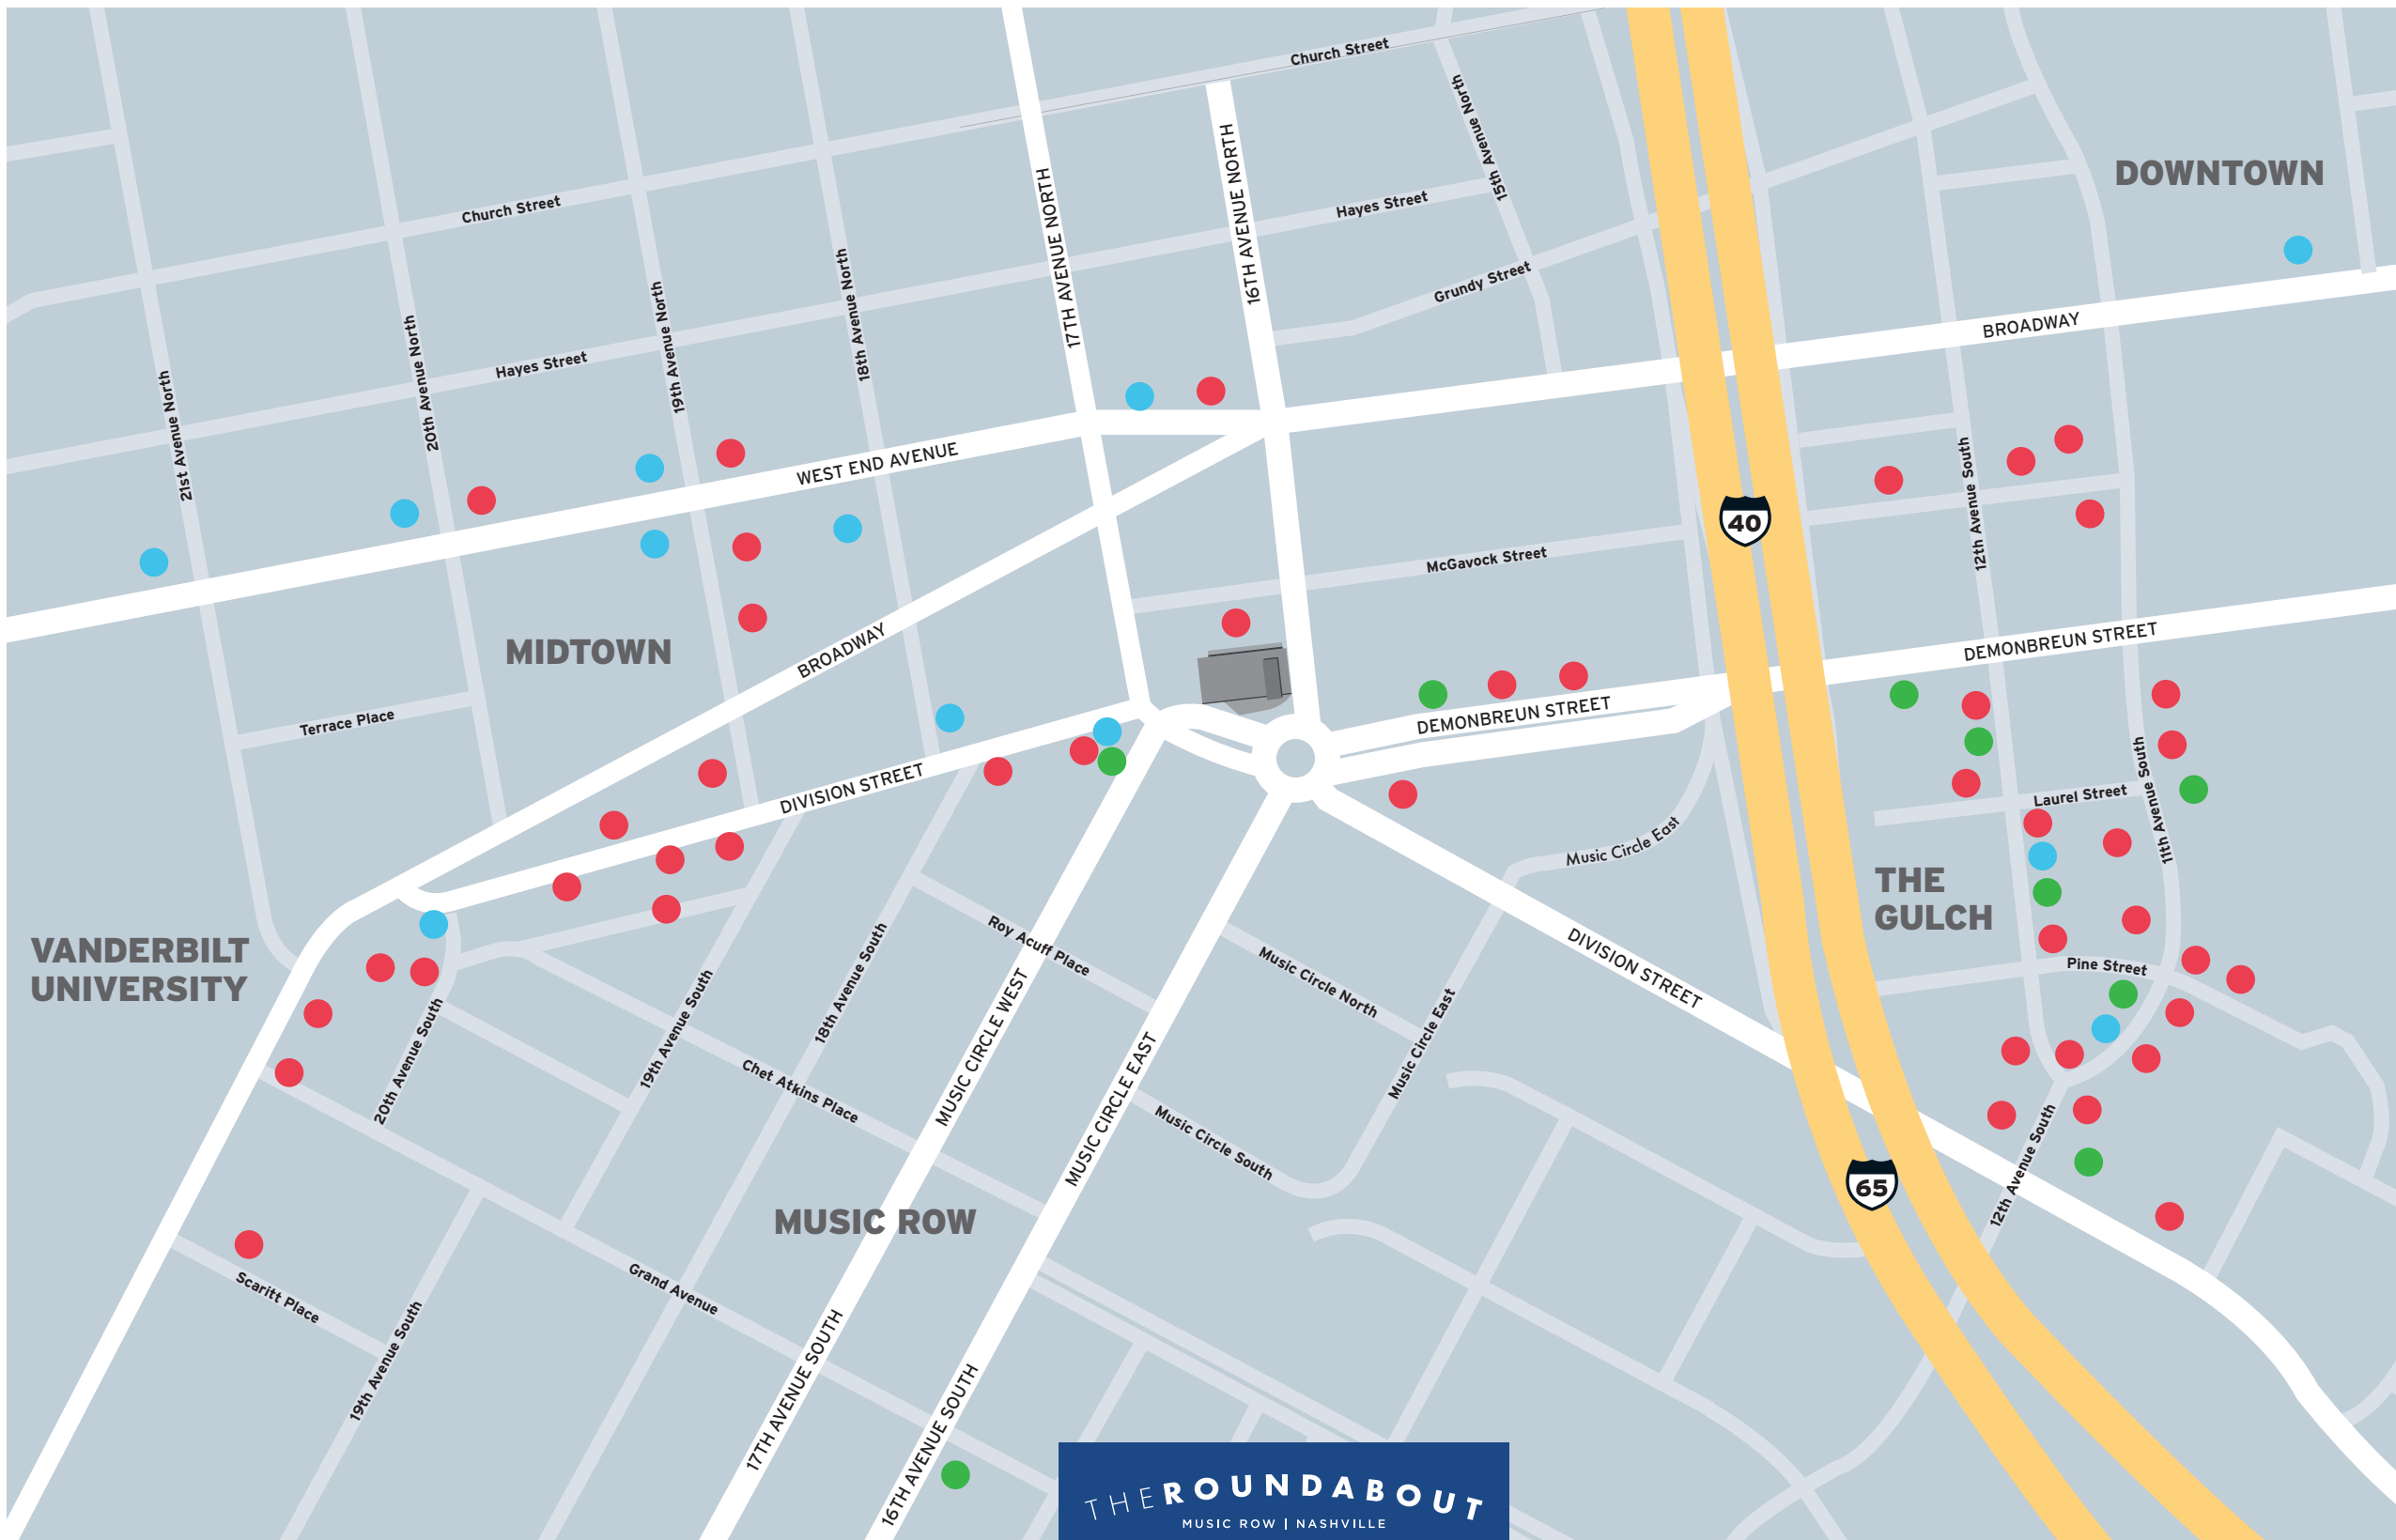 Church Street
15th Avenue North
DOWNTOWN
Church Street
17TH AVENUE NORTH
16TH AVENUE NORTH
Hayes Street
Grundy Street
18th Avenue North
19th Avenue North
20th Avenue North
21st Avenue North
Hayes Street
BROADWAY
WEST END AVENUE
12th Avenue South
40
McGavock Street
MIDTOWN
BROADWAY
DEMONBREUN STREET
Terrace Place
DEMONBREUN STREET
DIVISION STREET
Laurel Street
11th Avenue South
Music Circle East
THE
GULCH
VANDERBILT
UNIVERSITY
Roy Acuff Place
Music Circle North
DIVISION STREET
Pine Street
18th Avenue South
19th Avenue South
20th Avenue South
MUSIC CIRCLE WEST
MUSIC CIRCLE EAST
Music Circle East
Chet Atkins Place
Music Circle South
12th Avenue South
65
MUSIC ROW
Scaritt Place
Grand Avenue
19th Avenue South
17TH AVENUE SOUTH
16TH AVENUE SOUTH
THE ROUNDABOUT
MUSIC ROW | NASHVILLE